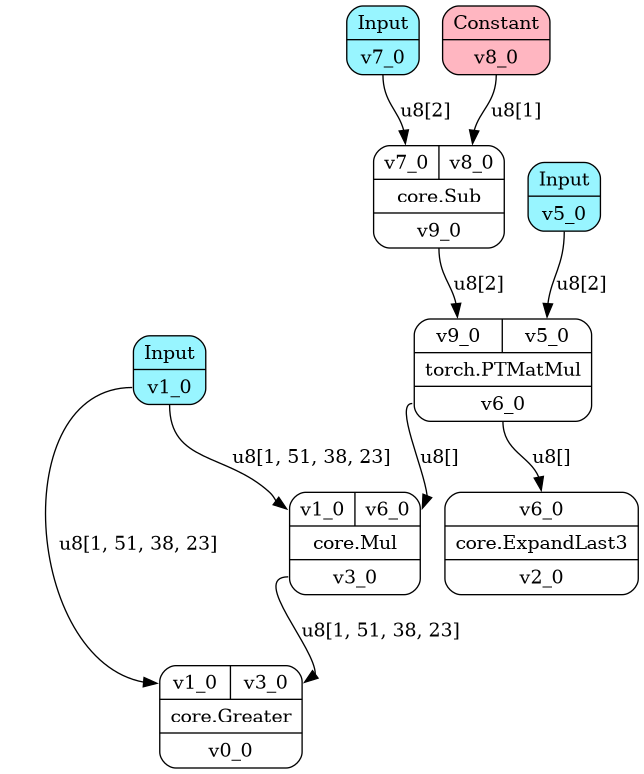 Input
v7_0
Constant
v8_0
u8[2]
u8[1]
v7_0 v8_0
core.Sub
v9_0
Input
v5_0
u8[2]
u8[2]
v9_0 v5_0
torch.PTMatMul
v6_0
Input
v1_0
u8[1, 51, 38, 23]
u8[]
u8[]
v1_0 v6_0
core.Mul
v3_0
v6_0
core.ExpandLast3
v2_0
u8[1, 51, 38, 23]
u8[1, 51, 38, 23]
v1_0 v3_0
core.Greater
v0_0